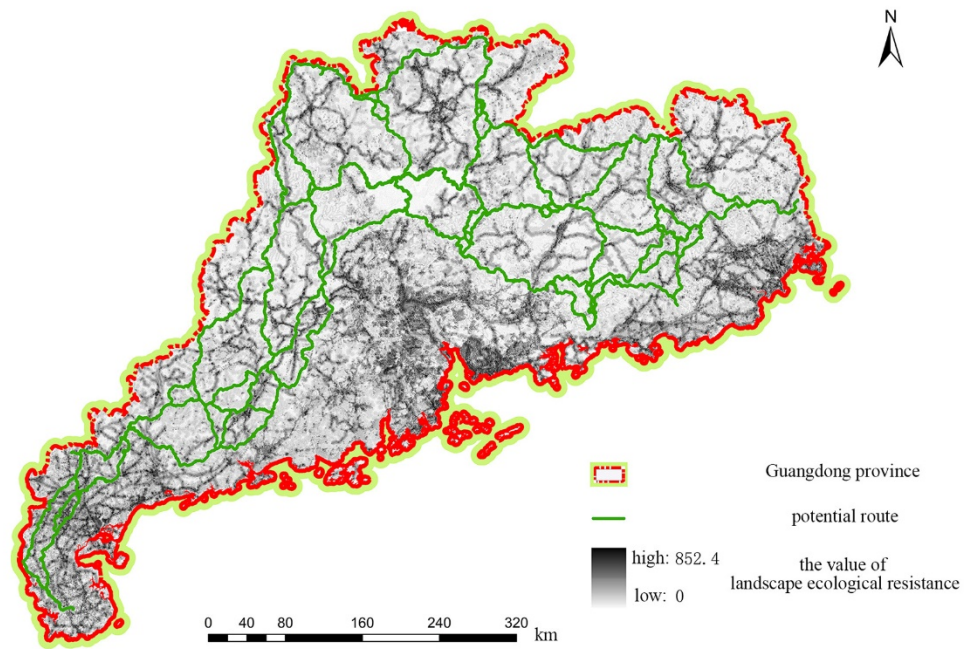 N
Guangdong province
potential route
high: 852.4
low: 0
the value of
landscape ecological resistance
0 40 80 160 240 320
km